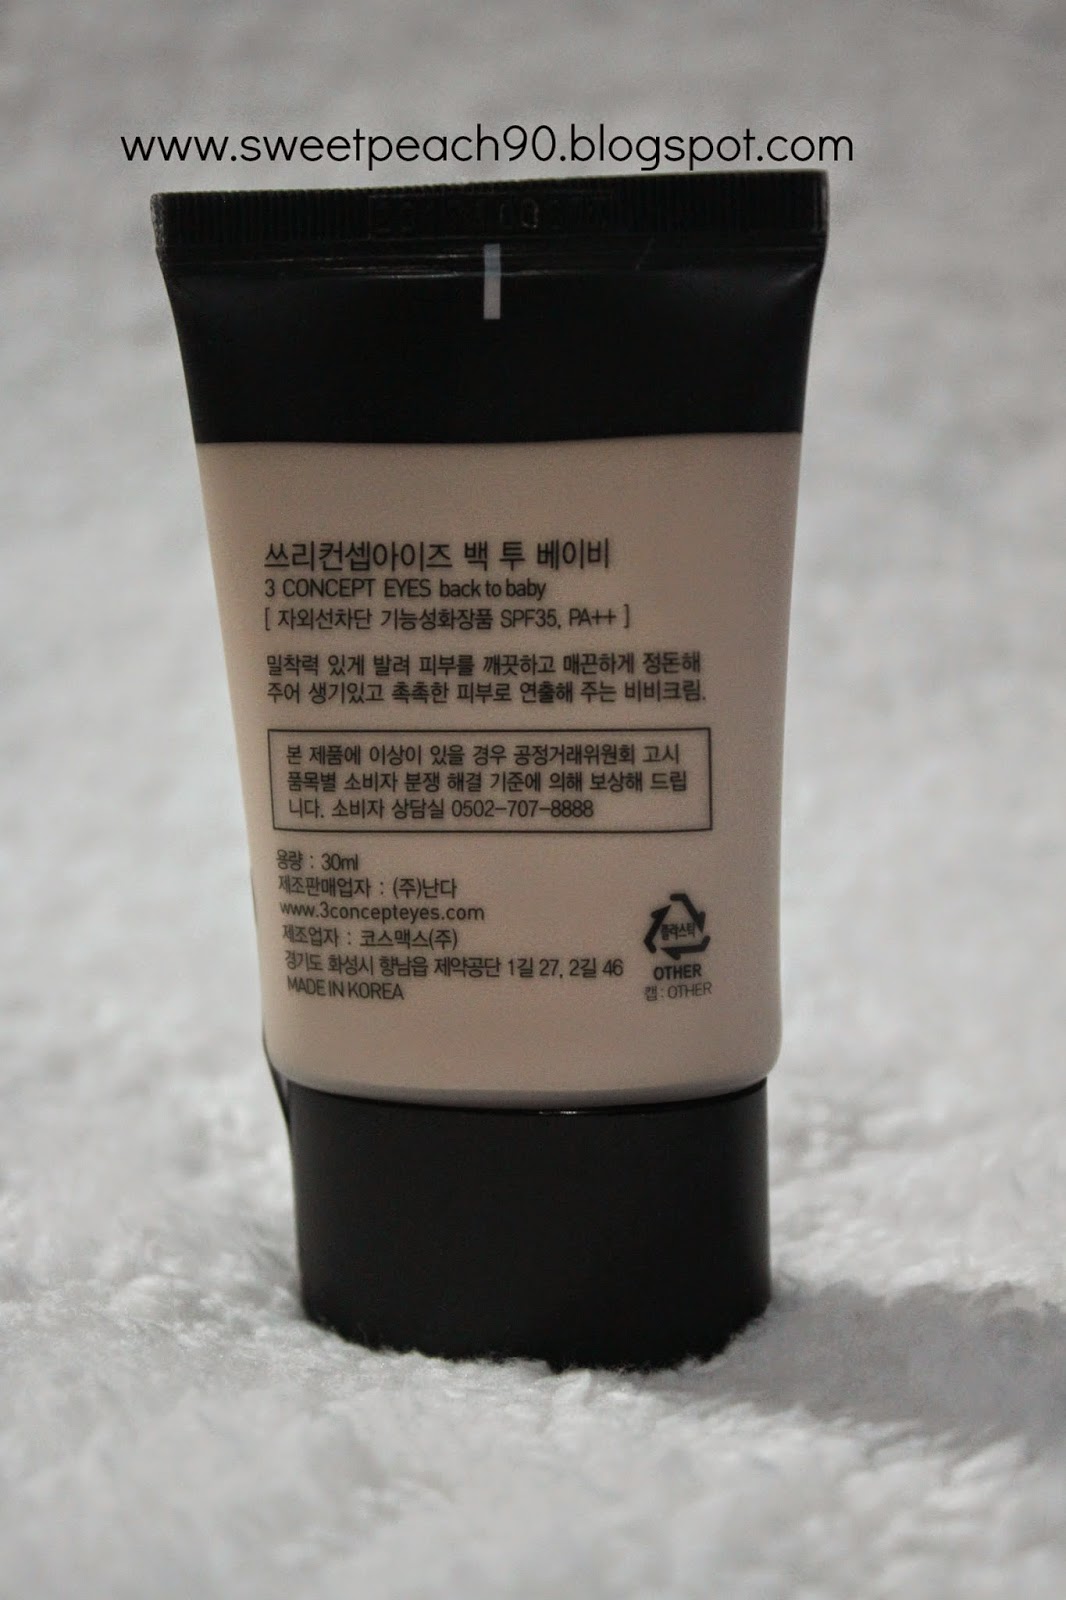 www.sweetpeach90.blogspot.com
쓰리컨셉아이즈 백 투 베이비
3 CONCEPT EYES back to baby
[ 자외선차단 기능성화장품 SPF35, PA++ ]
밀착력 있게 발려 피부를 깨끗하고 매끈하게 정돈해
주어 생기있고 촉촉한 피부로 연출해 주는 비비크림.
본 제품에 이상이 있을 경우 공정거래위원회 고시
품목별 소비자 분쟁 해결 기준에 의해 보상해 드립
니다. 소비자 상담실 0502-707-8888
용량 : 30ml
제조판매업자 : (주)난다
www.3concepteyes.com
제조업자 : 코스맥스(주)
경기도 화성시 향남읍 제약공단 1길 27, 2길 46
MADE IN KOREA
플라스틱
OTHER
캡 : OTHER